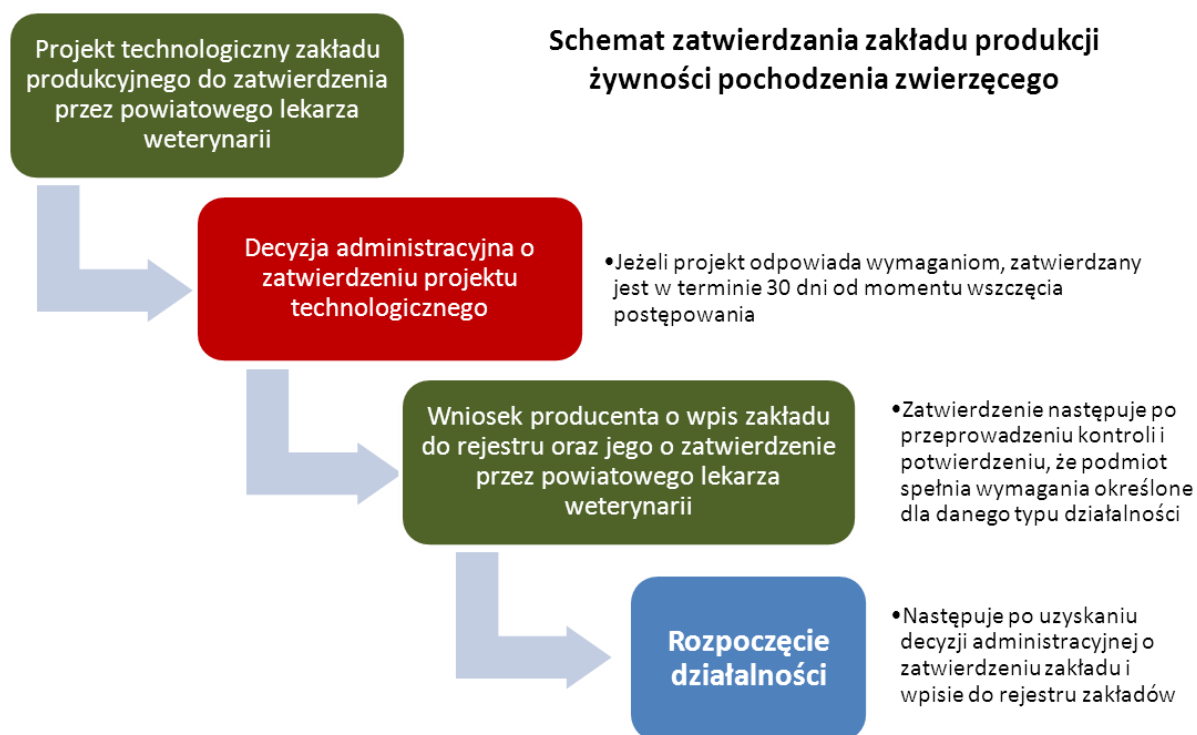 Schemat zatwierdzania zakładu produkcji
żywności pochodzenia zwierzęcego
Projekt technologiczny zakładu
produkcyjnego do zatwierdzenia
przez powiatowego lekarza
weterynarii
Decyzja administracyjna o
zatwierdzeniu projektu
technologicznego
•Jeżeli projekt odpowiada wymaganiom, zatwierdzany
jest w terminie 30 dni od momentu wszczęcia
postępowania
Wniosek producenta o wpis zakładu
do rejestru oraz jego o zatwierdzenie
przez powiatowego lekarza
weterynarii
•Zatwierdzenie następuje po
przeprowadzeniu kontroli i
potwierdzeniu, że podmiot
spełnia wymagania określone
dla danego typu działalności
Rozpoczęcie
działalności
•Następuje po uzyskaniu
decyzji administracyjnej o
zatwierdzeniu zakładu i
wpisie do rejestru zakładów